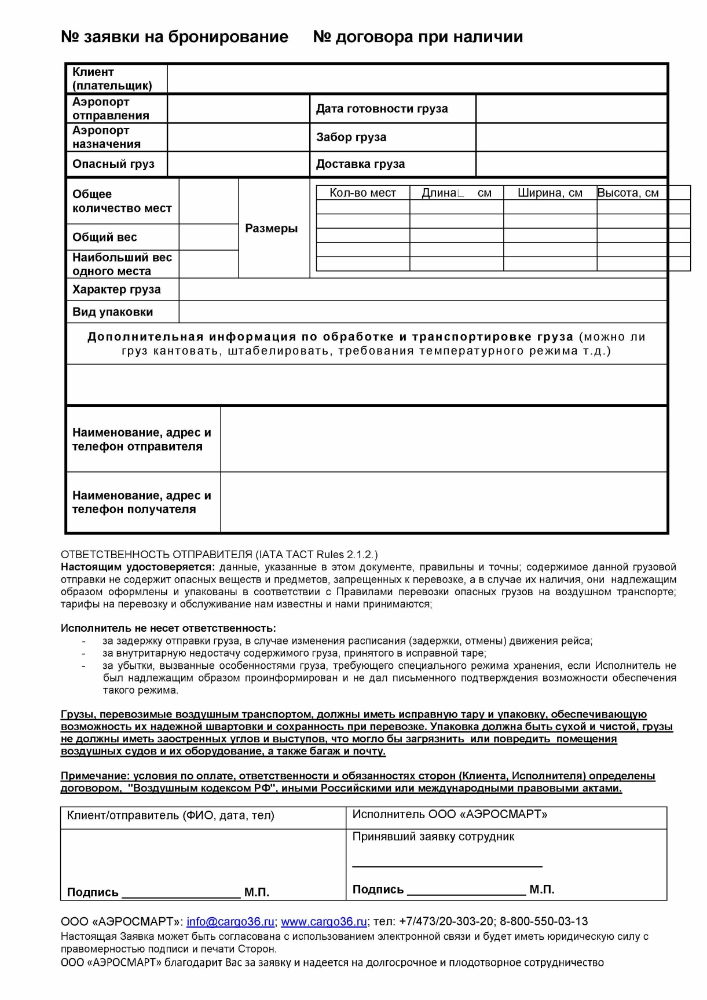 № заявки на бронирование № договора при наличии
Клиент
(плательщик)
Аэропорт
отправления
Дата готовности груза
Аэропорт
назначения
Забор груза
Опасный груз
Доставка груза
Общее
количество мест
Общий вес
Наибольший вес
одного места
Размеры
Кол-во мест Длина см Ширина, см Высота, см
Характер груза
Вид упаковки
Дополнительная информация по обработке и транспортировке груза (можно ли
груз кантовать, штабелировать, требования температурного режима т.д.)
Наименование, адрес и
телефон отправителя
Наименование, адрес и
телефон получателя
ОТВЕТСТВЕННОСТЬ ОТПРАВИТЕЛЯ (IATA TACT Rules 2.1.2.)
Настоящим удостоверяется: данные, указанные в этом документе, правильны и точны; содержимое данной грузовой
отправки не содержит опасных веществ и предметов, запрещенных к перевозке, а в случае их наличия, они надлежащим
образом оформлены и упакованы в соответствии с Правилами перевозки опасных грузов на воздушном транспорте;
тарифы на перевозку и обслуживание нам известны и нами принимаются;
Исполнитель не несет ответственность:
- за задержку отправки груза, в случае изменения расписания (задержки, отмены) движения рейса;
- за внутритарную недостачу содержимого груза, принятого в исправной таре;
- за убытки, вызванные особенностями груза, требующего специального режима хранения, если Исполнитель не
был надлежащим образом проинформирован и не дал письменного подтверждения возможности обеспечения
такого режима.
Грузы, перевозимые воздушным транспортом, должны иметь исправную тару и упаковку, обеспечивающую
возможность их надежной швартовки и сохранность при перевозке. Упаковка должна быть сухой и чистой, грузы
не должны иметь заостренных углов и выступов, что могло бы загрязнить или повредить помещения
воздушных судов и их оборудование, а также багаж и почту.
Примечание: условия по оплате, ответственности и обязанностях сторон (Клиента, Исполнителя) определены
договором, "Воздушным кодексом РФ", иными Российскими или международными правовыми актами.
Клиент/отправитель (ФИО, дата, тел)
Исполнитель ООО «АЭРОСМАРТ»
Принявший заявку сотрудник
Подпись М.П.
Подпись М.П.
ООО «АЭРОСМАРТ»: info@cargo36.ru; www.cargo36.ru; тел: +7/473/20-303-20; 8-800-550-03-13
Настоящая Заявка может быть согласована с использованием электронной связи и будет иметь юридическую силу с
правомерностью подписи и печати Сторон.
ООО «АЭРОСМАРТ» благодарит Вас за заявку и надеется на долгосрочное и плодотворное сотрудничество